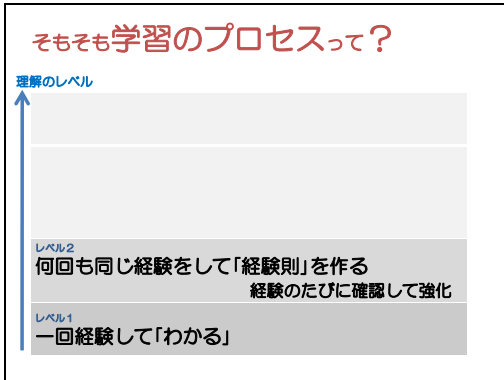 そもそも学習のプロセスって？
理解のレベル
レベル2
何回も同じ経験をして「経験則」を作る
経験のたびに確認して強化
レベル1
一回経験して「わかる」